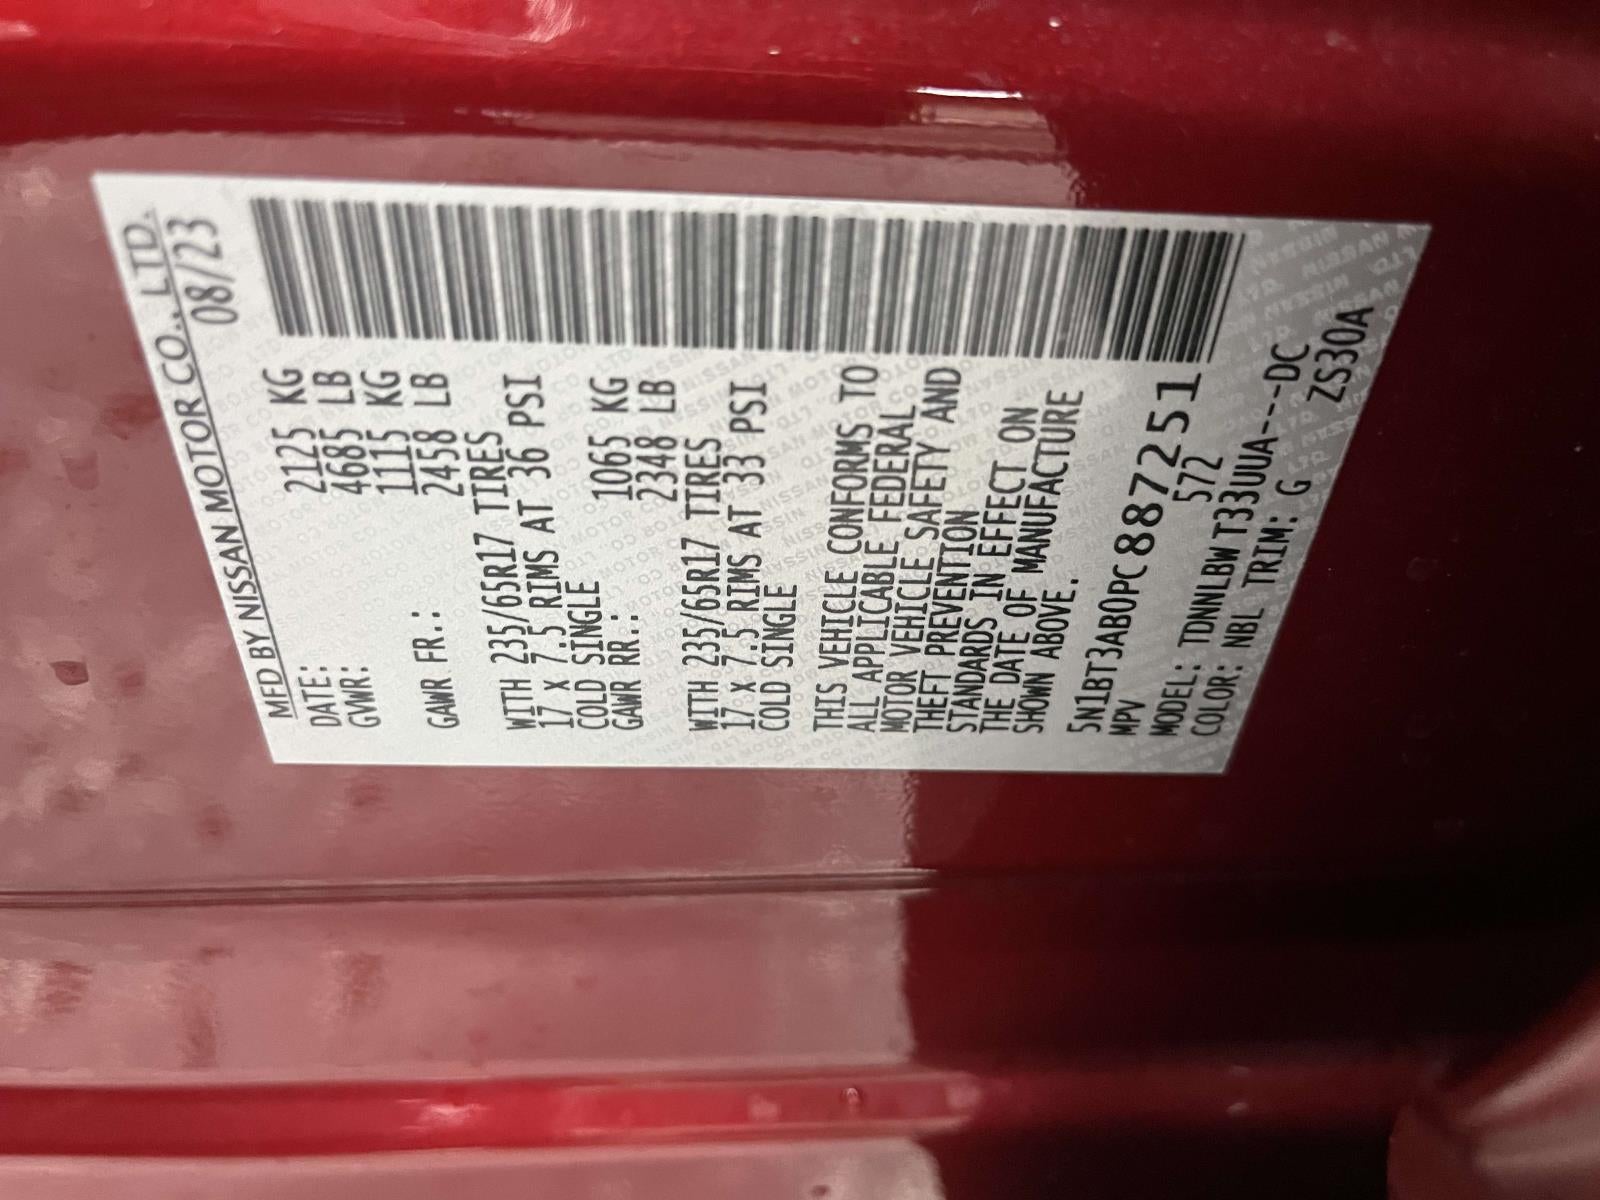 MFD BY NISSAN MOTOR CO., LTD.
DATE: 08/23
GVWR: 2125 KG
4685 LB
1115 KG
GAWR FR.: 2458 LB
WITH 235/65R17 TIRES
17 x 7.5 RIMS AT 36 PSI
COLD SINGLE
GAWR RR.: 1065 KG
2348 LB
WITH 235/65R17 TIRES
17 x 7.5 RIMS AT 33 PSI
COLD SINGLE
THIS VEHICLE CONFORMS TO
ALL APPLICABLE FEDERAL
MOTOR VEHICLE SAFETY AND
THEFT PREVENTION
STANDARDS IN EFFECT ON
THE DATE OF MANUFACTURE
SHOWN ABOVE.
5N1BT3AB0PC887251
MPV 572
MODEL: TDNNLBWT33UUA---DC
COLOR: NBL TRIM: G ZS30A